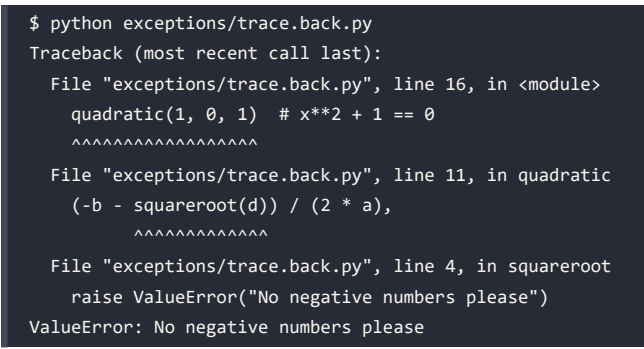 $ python exceptions/trace.back.py
Traceback (most recent call last):
  File "exceptions/trace.back.py", line 16, in <module>
    quadratic(1, 0, 1)  # x**2 + 1 == 0
    ^^^^^^^^^^^^^^^^^^
  File "exceptions/trace.back.py", line 11, in quadratic
    (-b - squareroot(d)) / (2 * a),
          ^^^^^^^^^^^^^
  File "exceptions/trace.back.py", line 4, in squareroot
    raise ValueError("No negative numbers please")
ValueError: No negative numbers please